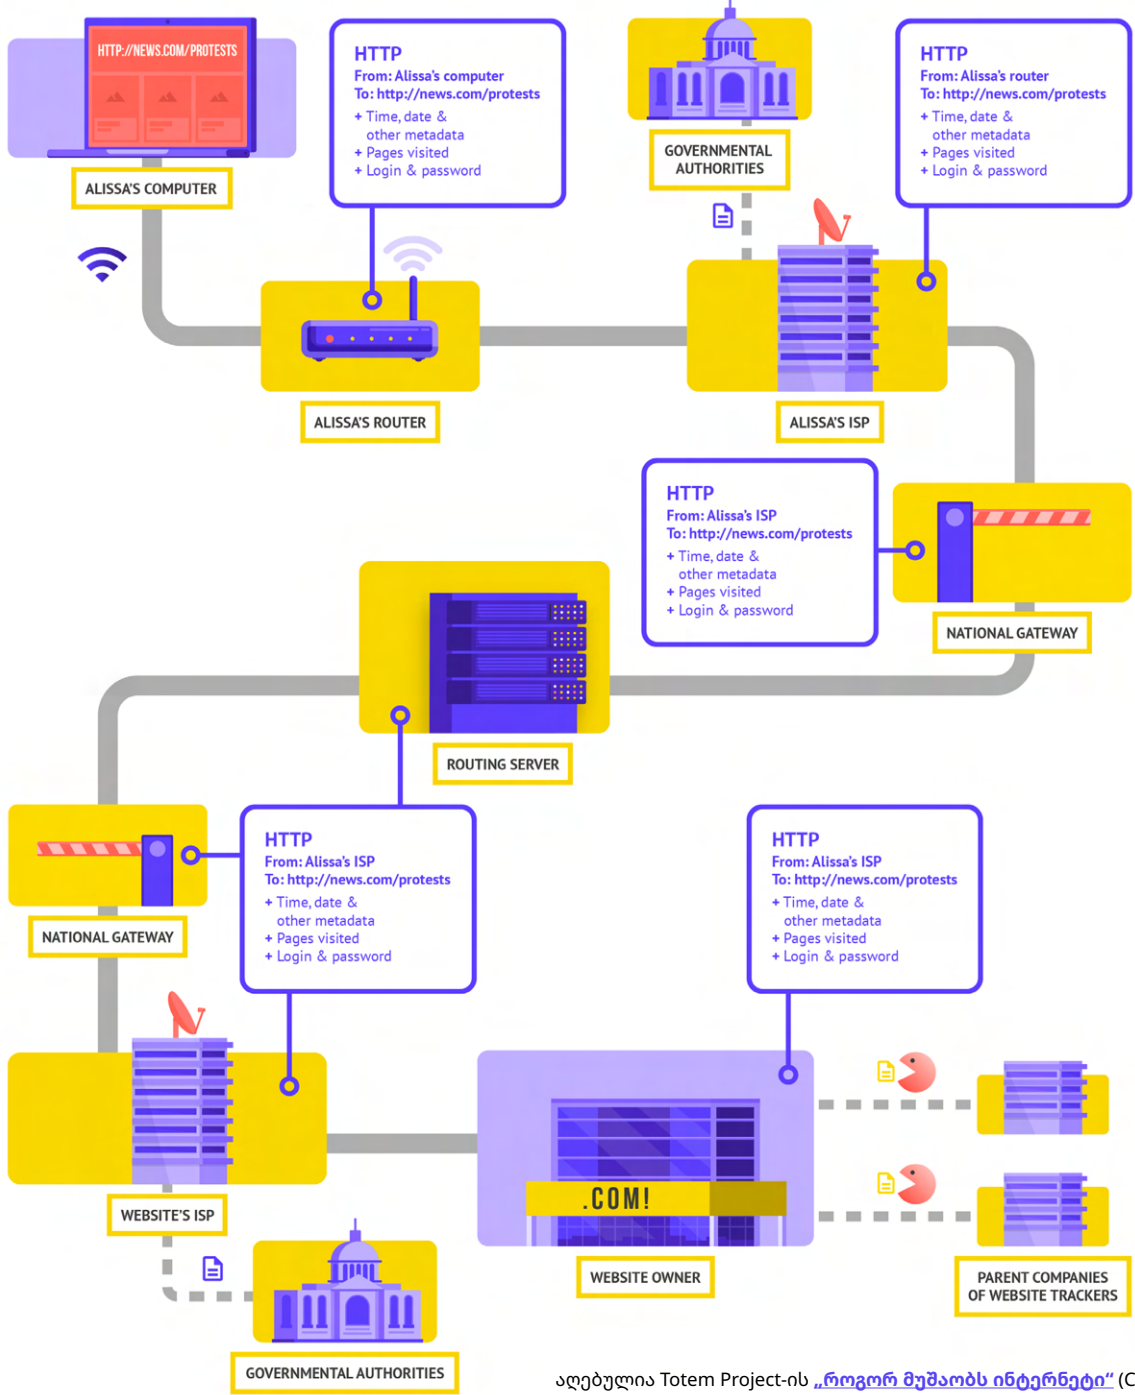 HTTP://NEWS.COM/PROTESTS
ALISSA'S COMPUTER
HTTP
From: Alissa's computer
To: http://news.com/protests
+ Time, date &
other metadata
+ Pages visited
+ Login & password
GOVERNMENTAL
AUTHORITIES
HTTP
From: Alissa's router
To: http://news.com/protests
+ Time, date &
other metadata
+ Pages visited
+ Login & password
ALISSA'S ROUTER
ALISSA'S ISP
HTTP
From: Alissa's ISP
To: http://news.com/protests
+ Time, date &
other metadata
+ Pages visited
+ Login & password
NATIONAL GATEWAY
ROUTING SERVER
HTTP
From: Alissa's ISP
To: http://news.com/protests
+ Time, date &
other metadata
+ Pages visited
+ Login & password
NATIONAL GATEWAY
HTTP
From: Alissa's ISP
To: http://news.com/protests
+ Time, date &
other metadata
+ Pages visited
+ Login & password
WEBSITE'S ISP
.COM!
WEBSITE OWNER
PARENT COMPANIES
OF WEBSITE TRACKERS
GOVERNMENTAL AUTHORITIES
აღებულია Totem Project-ის „როგორ მუშაობს ინტერნეტი“ (C